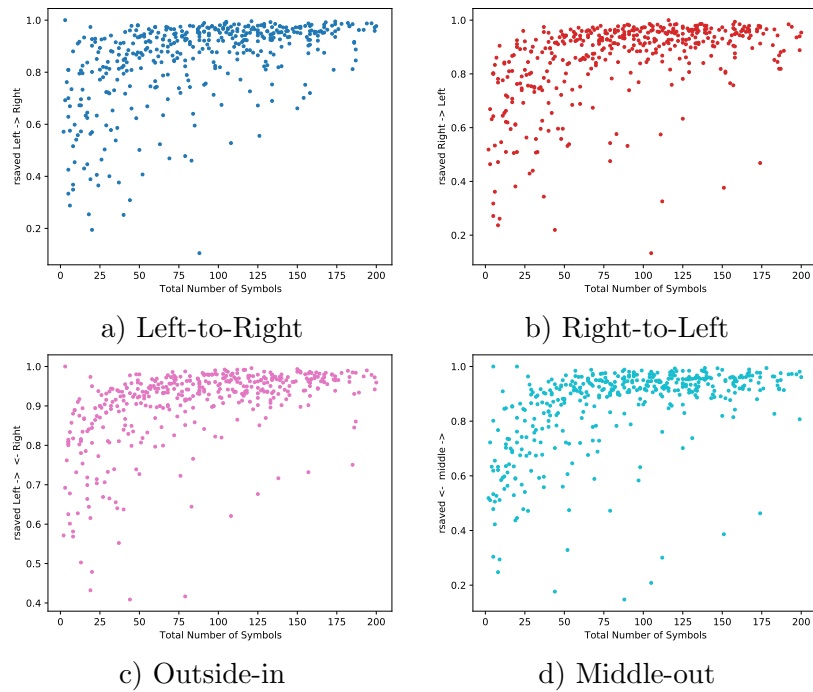 1.0
0.8
0.6
0.4
0.2
rsaved Left -> Right
0 25 50 75 100 125 150 175 200
Total Number of Symbols
a) Left-to-Right
1.0
0.8
0.6
0.4
0.2
rsaved Right -> Left
0 25 50 75 100 125 150 175 200
Total Number of Symbols
b) Right-to-Left
1.0
0.9
0.8
0.7
0.6
0.5
0.4
rsaved Left -> <- Right
0 25 50 75 100 125 150 175 200
Total Number of Symbols
c) Outside-in
1.0
0.8
0.6
0.4
0.2
rsaved <- middle ->
0 25 50 75 100 125 150 175 200
Total Number of Symbols
d) Middle-out